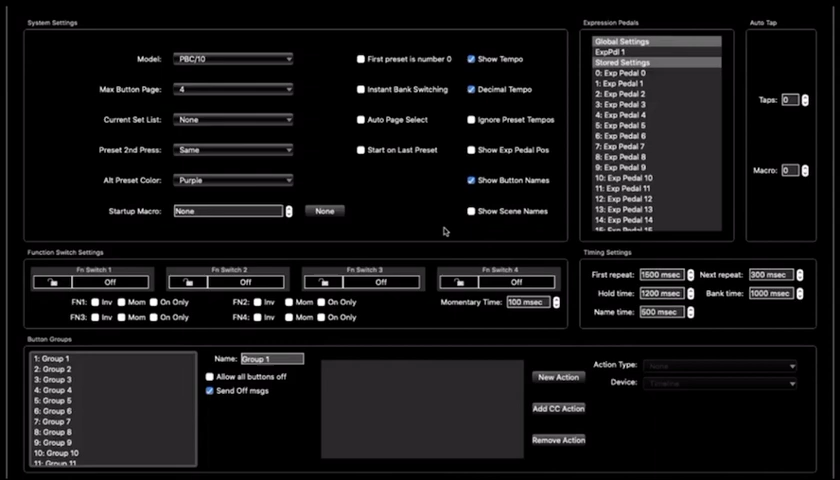 System Settings
Model: PBC/10
Max Button Page: 4
Current Set List: None
Preset 2nd Press: Same
Alt Preset Color: Purple
Startup Macro: None None
First preset is number 0
Instant Bank Switching
Auto Page Select
Start on Last Preset
Show Tempo
Decimal Tempo
Ignore Preset Tempos
Show Exp Pedal Pos
Show Button Names
Show Scene Names
Expression Pedals
Global Settings
ExpPdl 1
Stored Settings
0: Exp Pedal 0
1: Exp Pedal 1
2: Exp Pedal 2
3: Exp Pedal 3
4: Exp Pedal 4
5: Exp Pedal 5
6: Exp Pedal 6
7: Exp Pedal 7
8: Exp Pedal 8
9: Exp Pedal 9
10: Exp Pedal 10
11: Exp Pedal 11
12: Exp Pedal 12
13: Exp Pedal 13
14: Exp Pedal 14
15: Exp Pedal 15
Auto Tap
Taps: 0
Macro: 0
Function Switch Settings
Fn Switch 1
Off
Fn Switch 2
Off
Fn Switch 3
Off
Fn Switch 4
Off
FN1: Inv Mom On Only
FN2: Inv Mom On Only
Momentary Time: 100 msec
FN3: Inv Mom On Only
FN4: Inv Mom On Only
Timing Settings
First repeat: 1500 msec
Next repeat: 300 msec
Hold time: 1200 msec
Bank time: 1000 msec
Name time: 500 msec
Button Groups
1: Group 1
2: Group 2
3: Group 3
4: Group 4
5: Group 5
6: Group 6
7: Group 7
8: Group 8
9: Group 9
10: Group 10
11: Group 11
Name: Group 1
Allow all buttons off
Send Off msgs
New Action
Add CC Action
Remove Action
Action Type: None
Device: Timeline